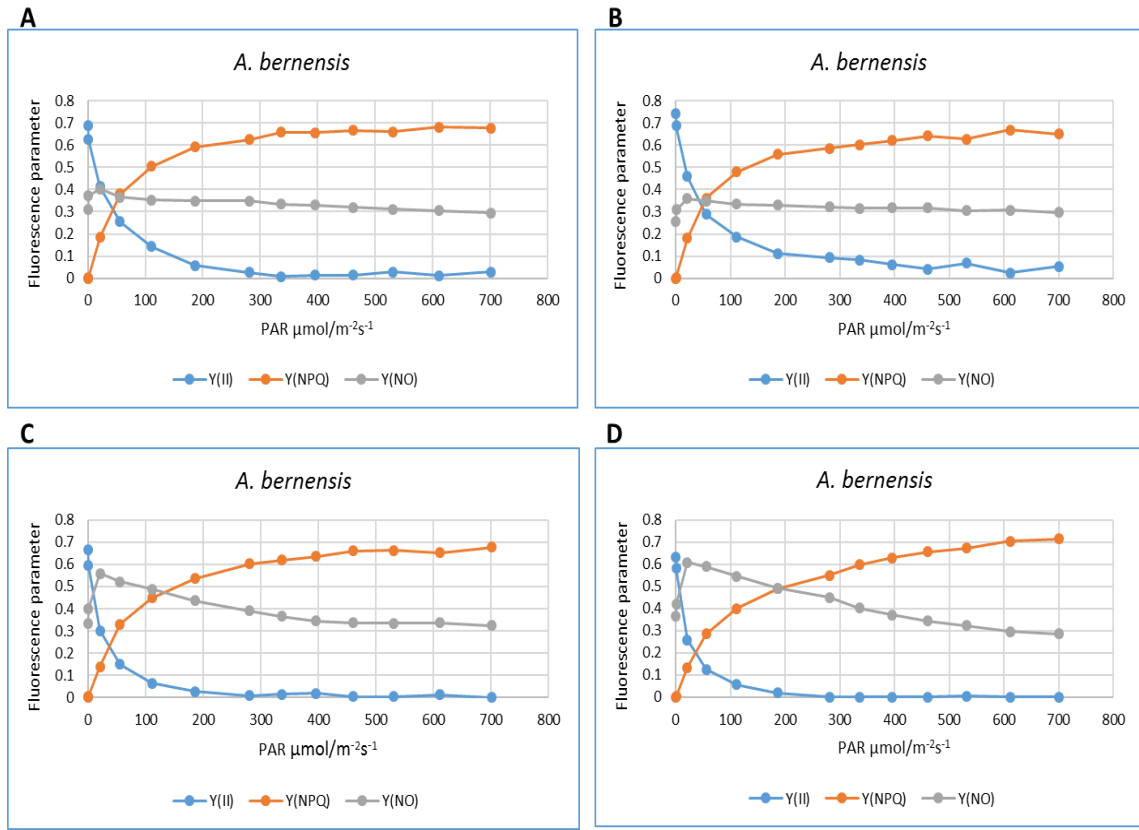 A
A. bernensis
Fluorescence parameter
0.8
0.7
0.6
0.5
0.4
0.3
0.2
0.1
0
0 100 200 300 400 500 600 700 800
PAR µmol/m⁻²s⁻¹
Y(II) Y(NPQ) Y(NO)
B
A. bernensis
Fluorescence parameter
0.8
0.7
0.6
0.5
0.4
0.3
0.2
0.1
0
0 100 200 300 400 500 600 700 800
PAR µmol/m⁻²s⁻¹
Y(II) Y(NPQ) Y(NO)
C
A. bernensis
Fluorescence parameter
0.8
0.7
0.6
0.5
0.4
0.3
0.2
0.1
0
0 100 200 300 400 500 600 700 800
PAR µmol/m⁻²s⁻¹
Y(II) Y(NPQ) Y(NO)
D
A. bernensis
Fluorescence parameter
0.8
0.7
0.6
0.5
0.4
0.3
0.2
0.1
0
0 100 200 300 400 500 600 700 800
PAR µmol/m⁻²s⁻¹
Y(II) Y(NPQ) Y(NO)